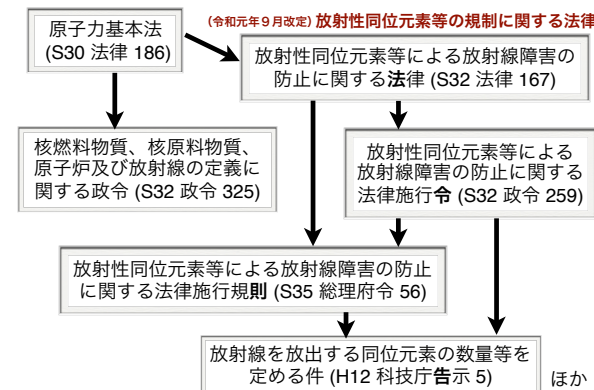 (令和元年9月改定) 放射性同位元素等の規制に関する法律
原子力基本法
(S30 法律 186)
放射性同位元素等による放射線障害の
防止に関する法律 (S32 法律 167)
核燃料物質、核原料物質、
原子炉及び放射線の定義に
関する政令 (S32 政令 325)
放射性同位元素等による
放射線障害の防止に関する
法律施行令 (S32 政令 259)
放射性同位元素等による放射線障害の防止
に関する法律施行規則 (S35 総理府令 56)
放射線を放出する同位元素の数量等を
定める件 (H12 科技庁告示 5)
ほか